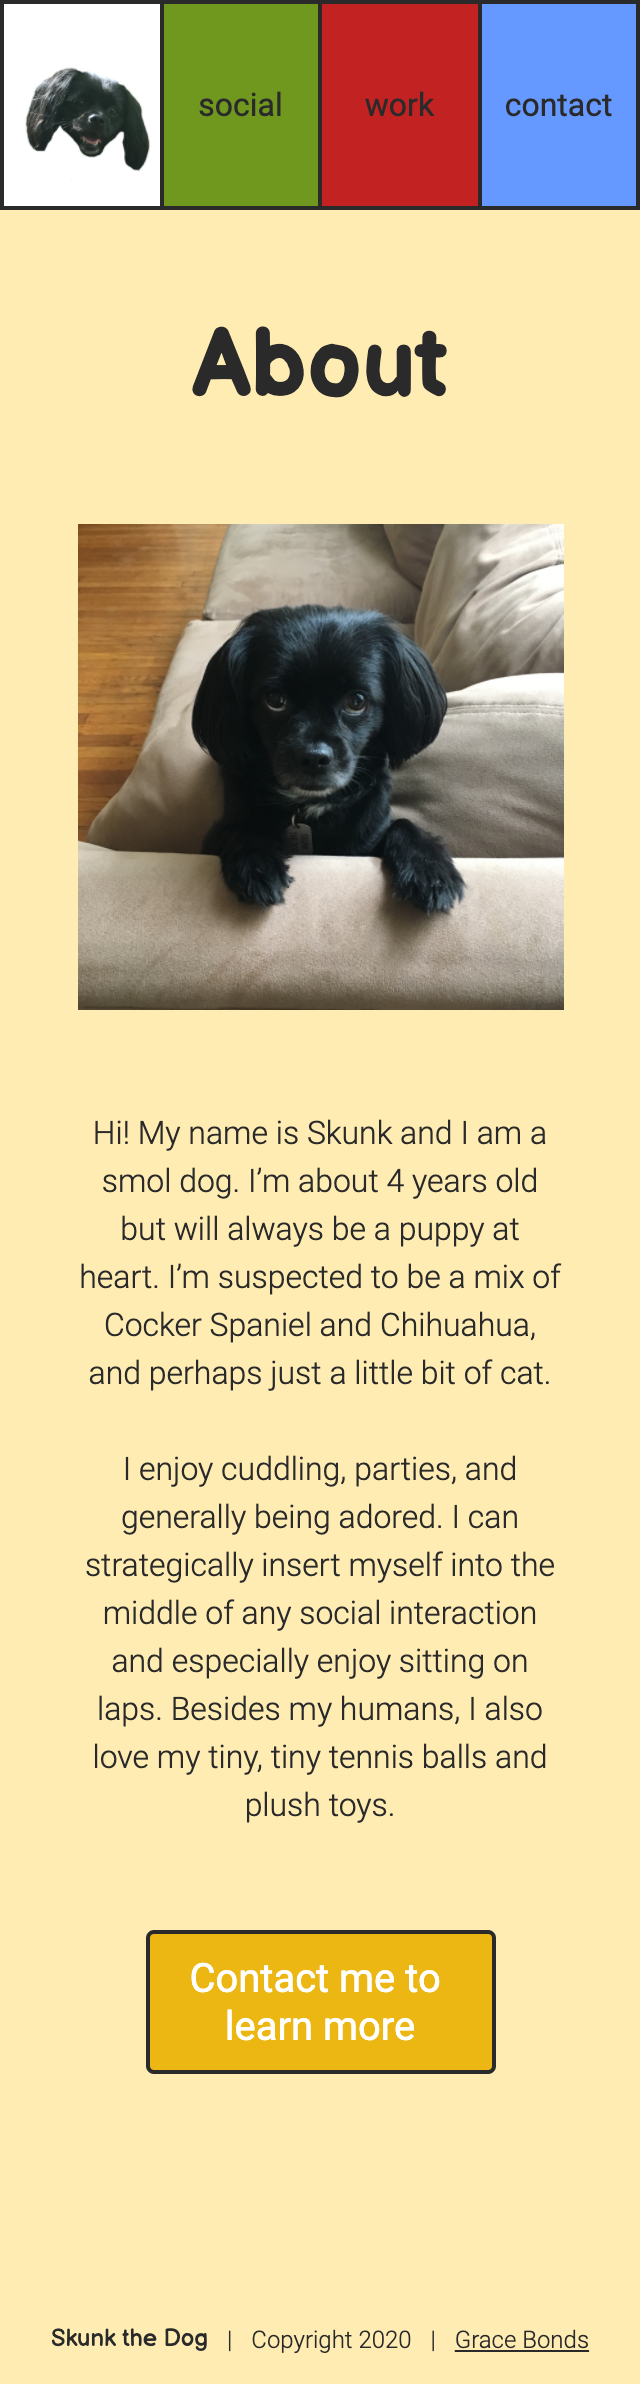 social
work
contact
About
Hi! My name is Skunk and I am a
smol dog. I’m about 4 years old
but will always be a puppy at
heart. I’m suspected to be a mix of
Cocker Spaniel and Chihuahua,
and perhaps just a little bit of cat.
I enjoy cuddling, parties, and
generally being adored. I can
strategically insert myself into the
middle of any social interaction
and especially enjoy sitting on
laps. Besides my humans, I also
love my tiny, tiny tennis balls and
plush toys.
Contact me to
learn more
Skunk the Dog | Copyright 2020 | Grace Bonds